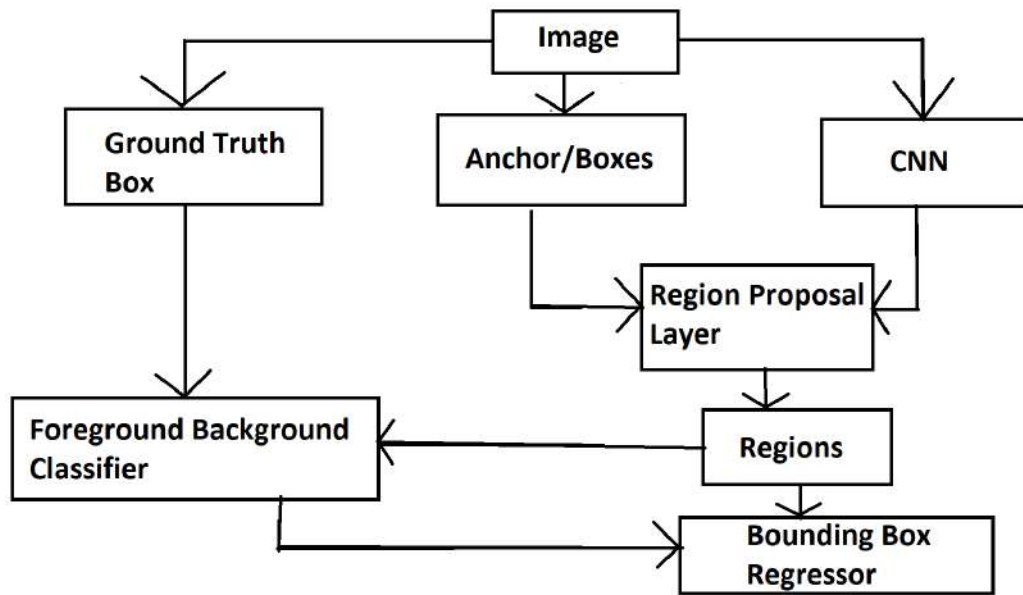 Image
Ground Truth
Box
Anchor/Boxes
CNN
Region Proposal
Layer
Foreground Background
Classifier
Regions
Bounding Box
Regressor